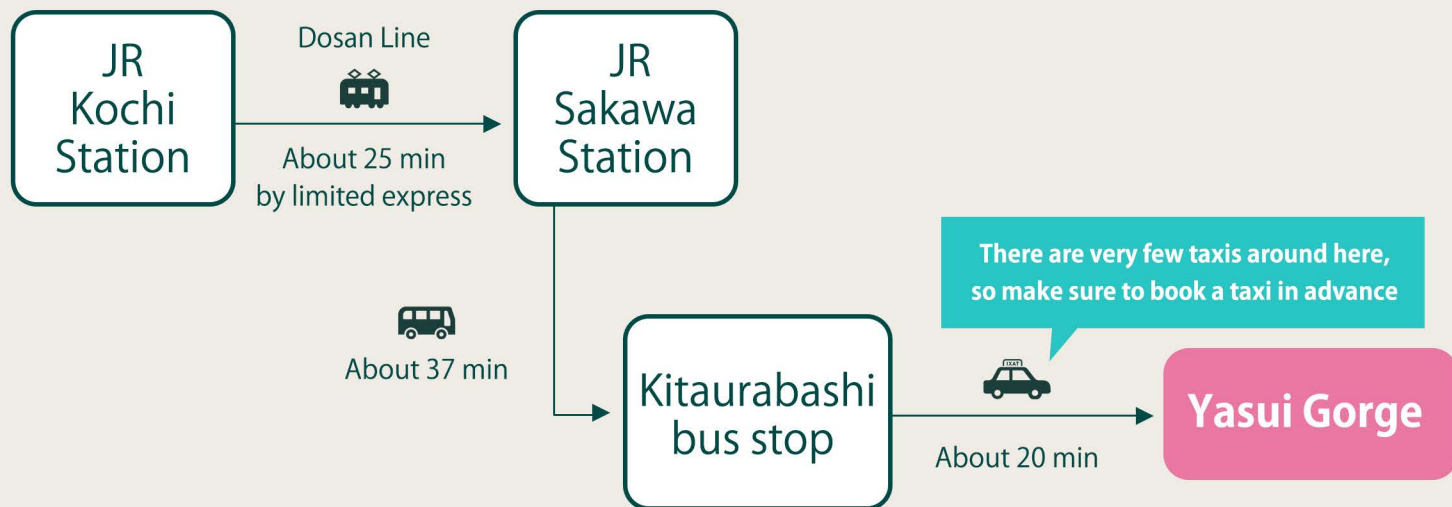 JR
Kochi
Station
Dosan Line
About 25 min
by limited express
JR
Sakawa
Station
About 37 min
Kitaurabashi
bus stop
There are very few taxis around here,
so make sure to book a taxi in advance
IXAT
About 20 min
Yasui Gorge